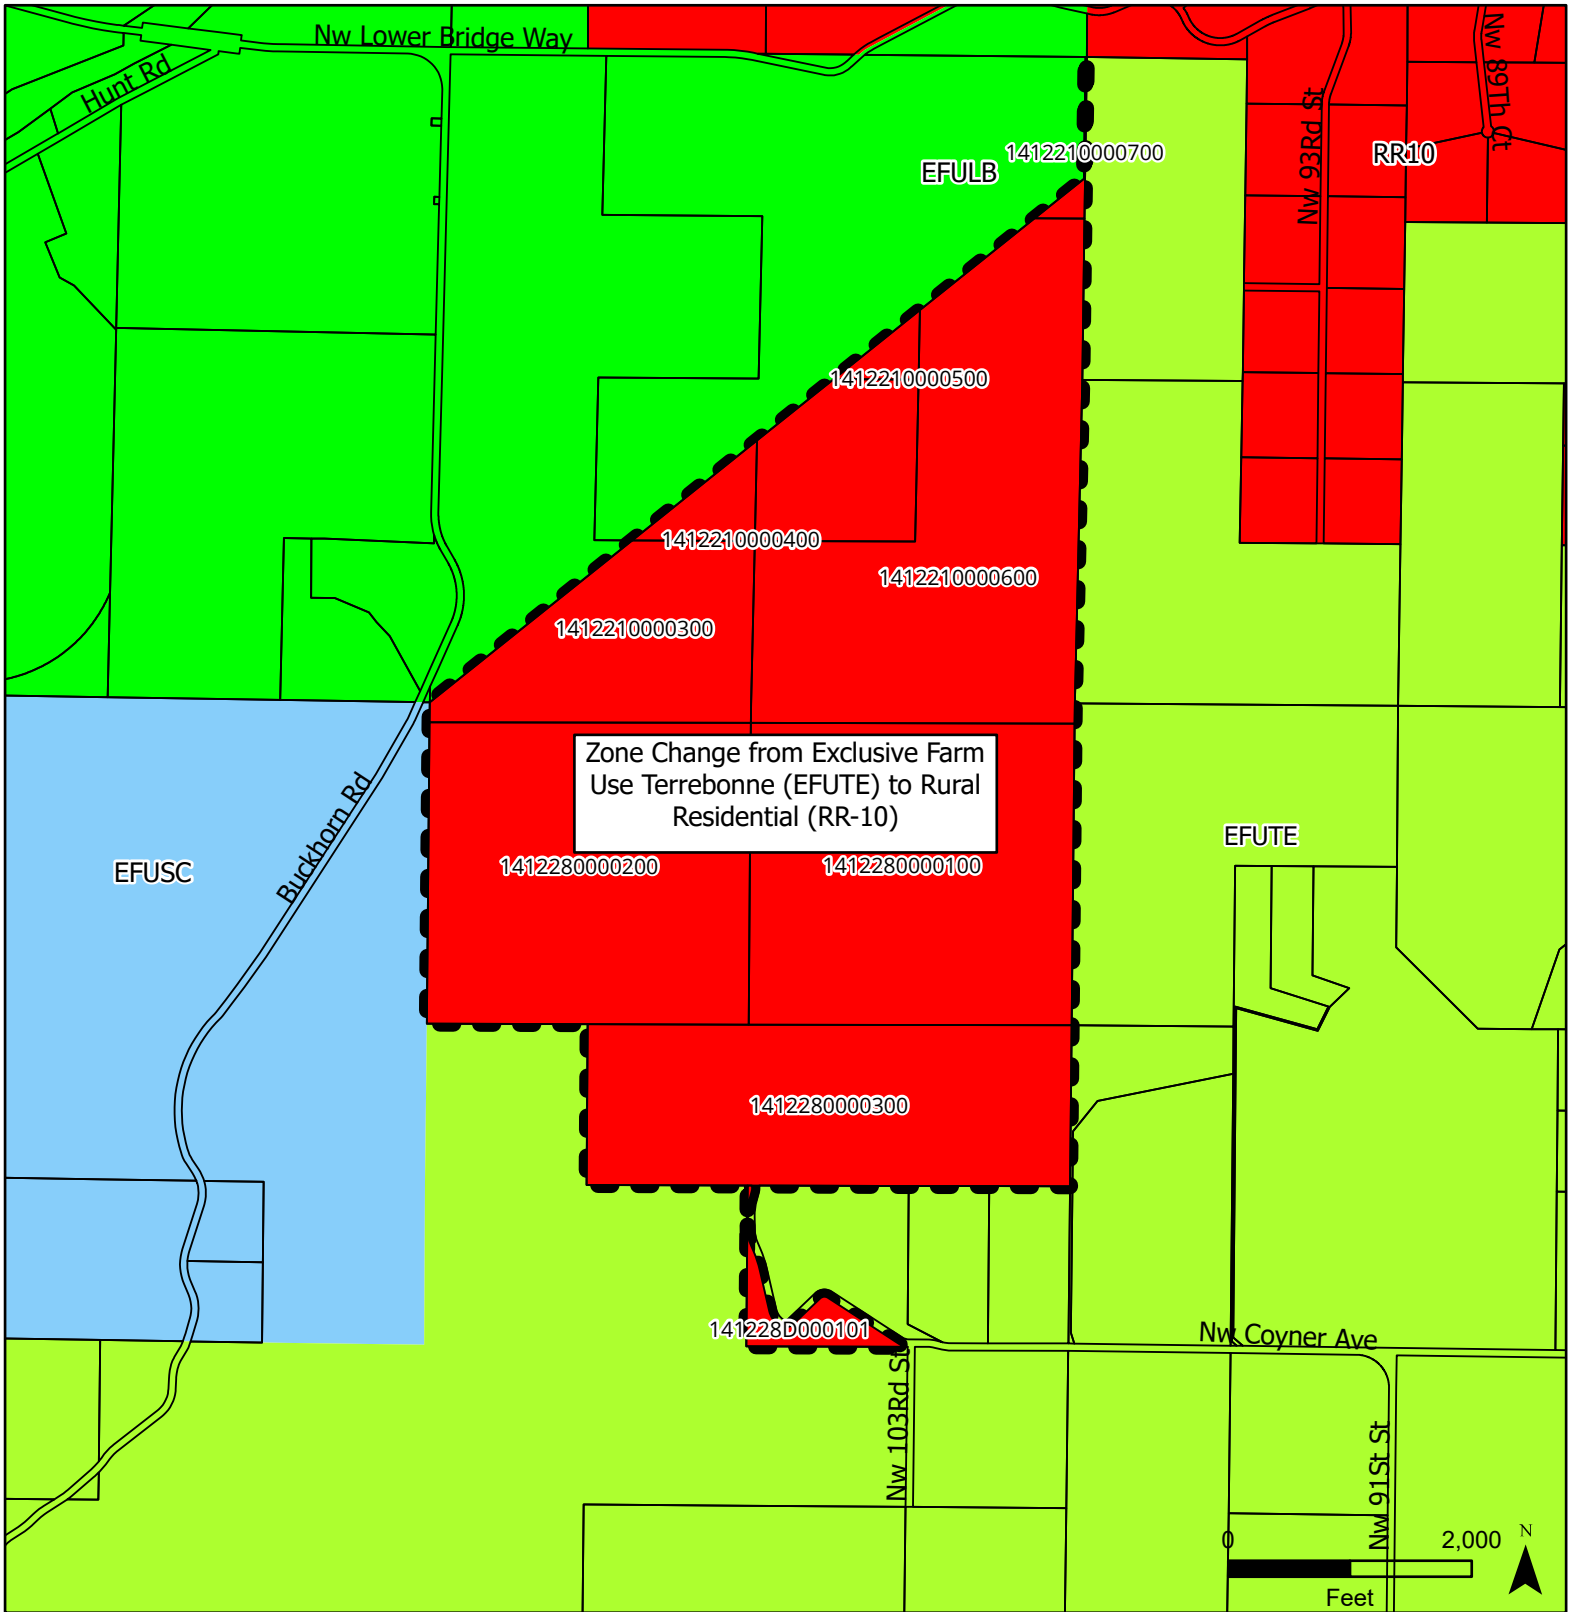 Nw Lower Bridge Way
Hunt Rd
Nw 89Th Ct
Nw 93Rd St
1412210000700
RR10
EFULB
1412210000500
1412210000400
1412210000600
1412210000300
Zone Change from Exclusive Farm
Use Terrebonne (EFUTE) to Rural
Residential (RR-10)
Buckhorn Rd
EFUTE
EFUSC
1412280000200
1412280000100
1412280000300
141228D000101
Nw Coyner Ave
Nw 103Rd St
Nw 91St St
0
2,000
N
Feet